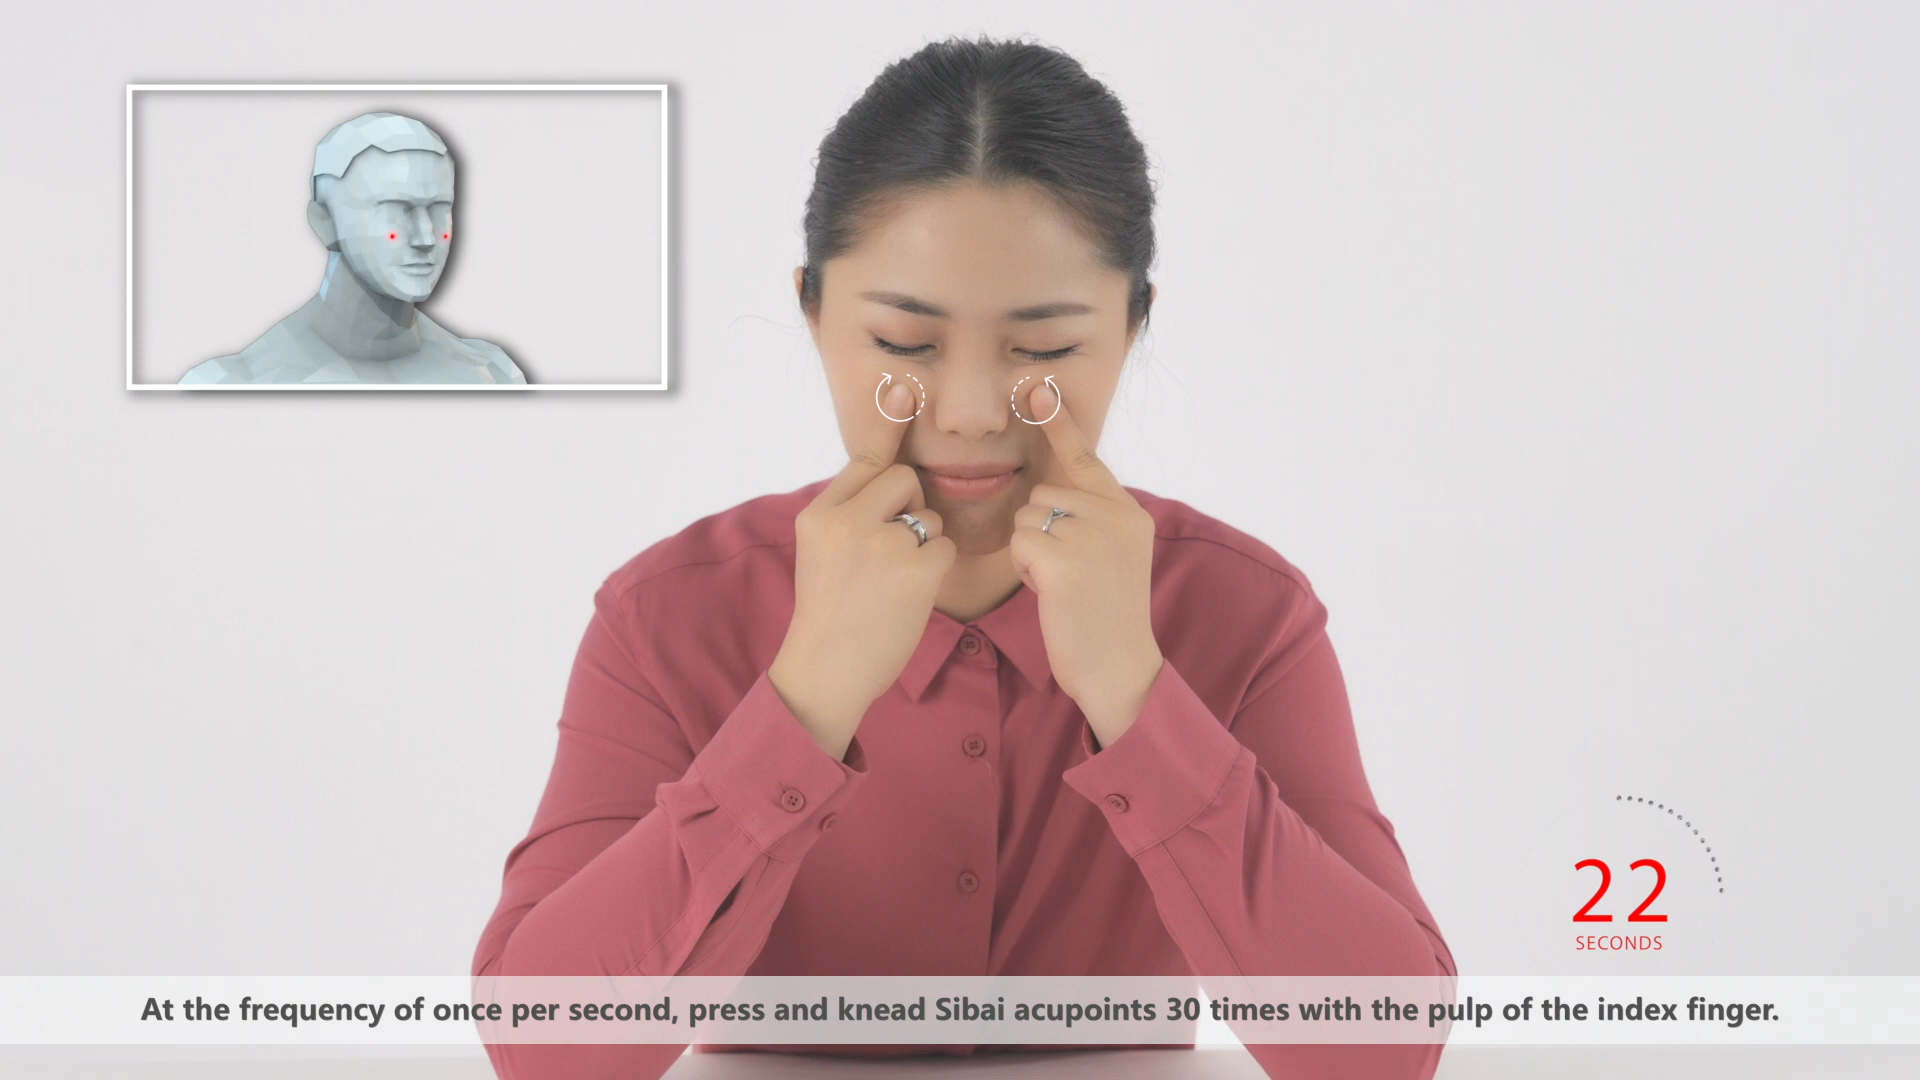 22
SECONDS
At the frequency of once per second, press and knead Sibai acupoints 30 times with the pulp of the index finger.